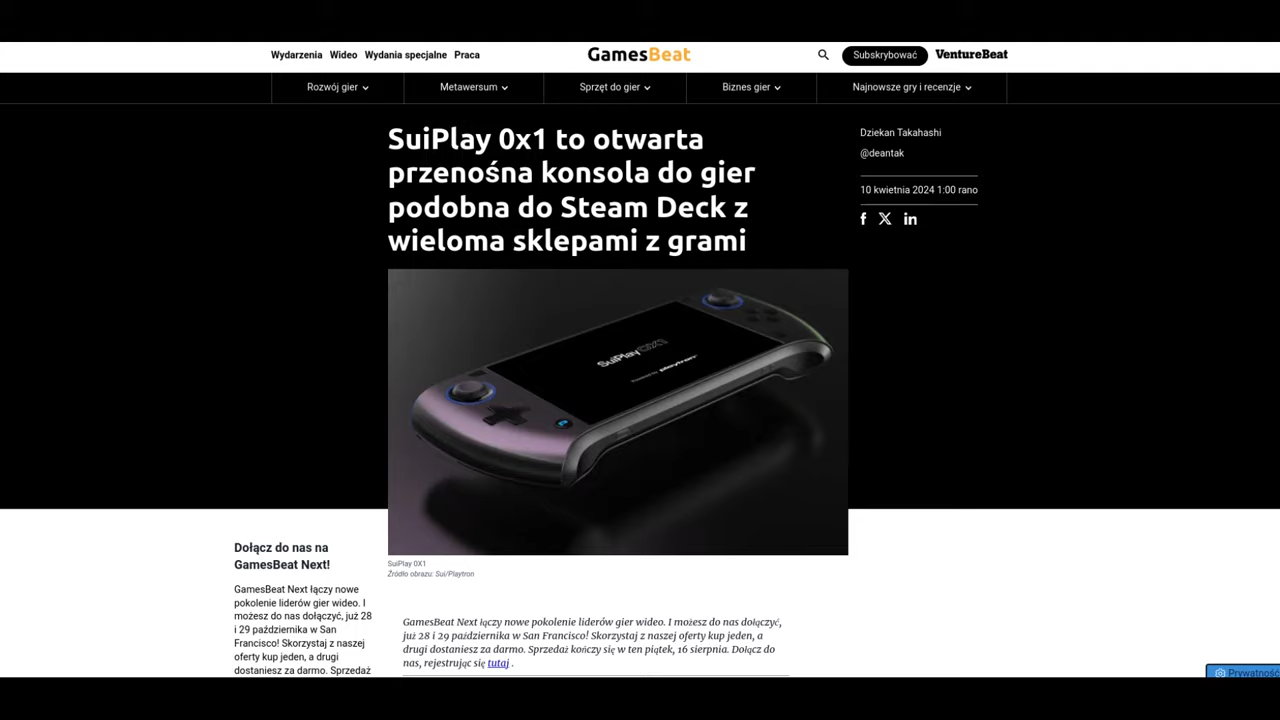 Wydarzenia Wideo Wydania specjalne Praca
GamesBeat
Subskrybować
VentureBeat
Rozwój gier
Metawersum
Sprzęt do gier
Biznes gier
Najnowsze gry i recenzje
SuiPlay 0x1 to otwarta
przenośna konsola do gier
podobna do Steam Deck z
wieloma sklepami z grami
Dziekan Takahashi
@deantak
10 kwietnia 2024 1:00 rano
SuiPlay 0X1
playtron
SuiPlay 0X1
Źródło obrazu: Sui/Playtron
Dołącz do nas na
GamesBeat Next!
GamesBeat Next łączy nowe
pokolenie liderów gier wideo. I
możesz do nas dołączyć, już 28
i 29 października w San
Francisco! Skorzystaj z naszej
oferty kup jeden, a drugi
dostaniesz za darmo. Sprzedaż
GamesBeat Next łączy nowe pokolenie liderów gier wideo. I możesz do nas dołączyć,
już 28 i 29 października w San Francisco! Skorzystaj z naszej oferty kup jeden, a
drugi dostaniesz za darmo. Sprzedaż kończy się w ten piątek, 16 sierpnia. Dołącz do
nas, rejestrując się tutaj .
Prywatność